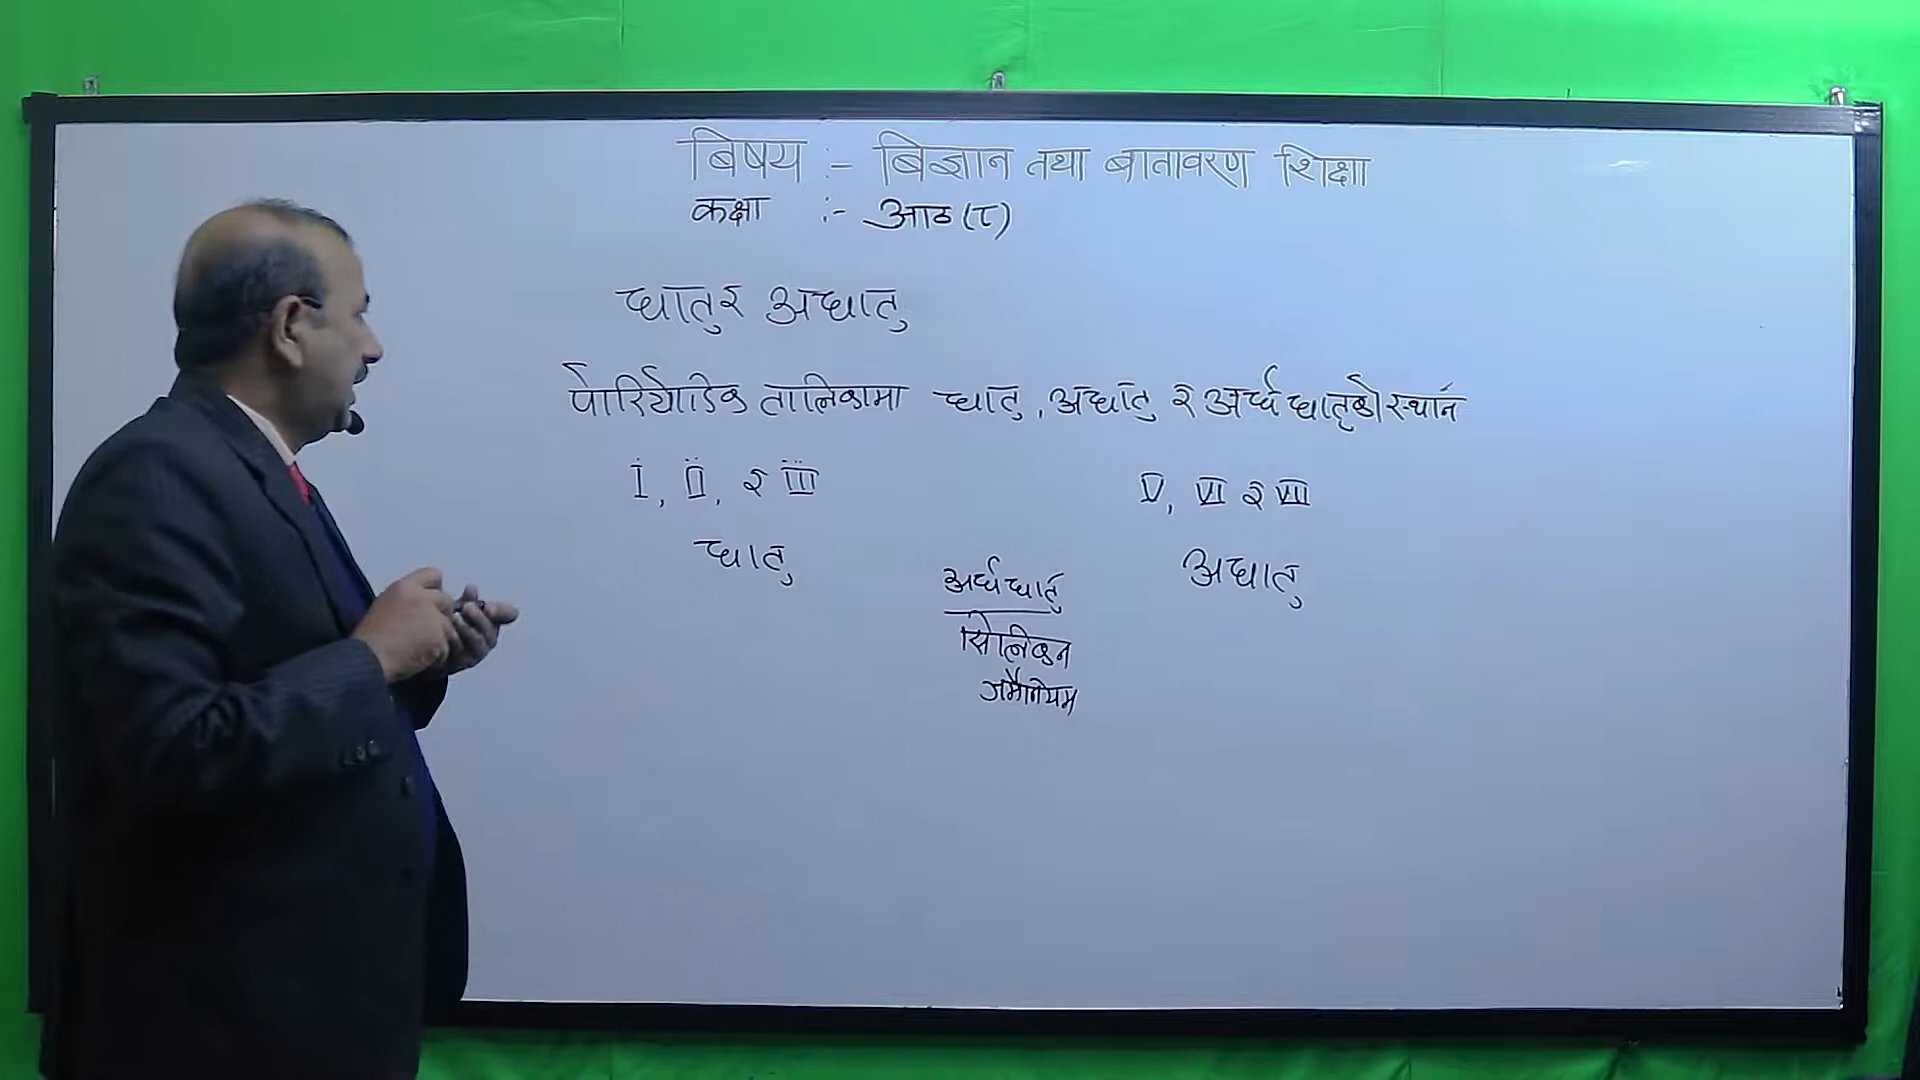 बिषय :- बिज्ञान तथा बातावरण शिक्षा
कक्षा :- आठ (८)
धातु र अधातु
पेरियोडिक तालिकामा धातु, अधातु र अर्धधातुको स्थान
I, II, र III
V, VI र VII
धातु
अधातु
अर्धधातु
सिलिकन
जर्मेनियम